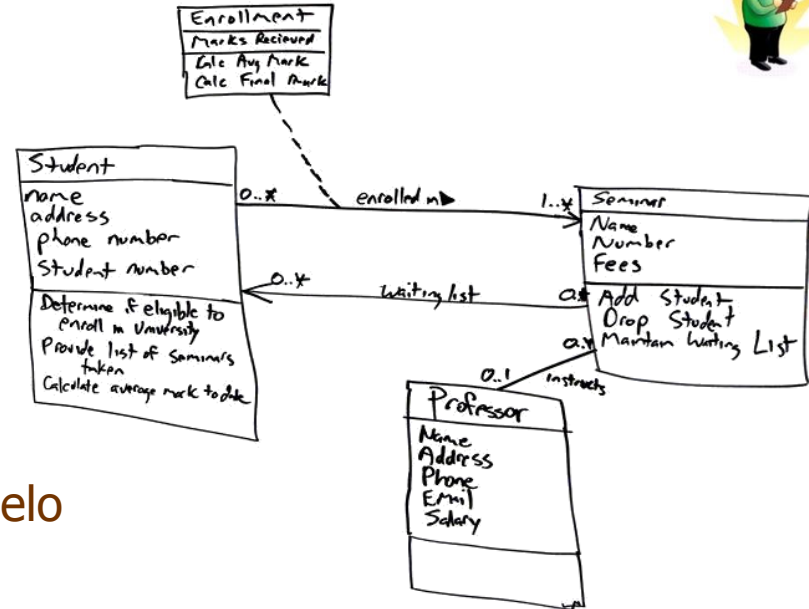 Enrollment
Marks Recieved
Calc Avg Mark
Calc Final Mark
Student
name
address
phone number
Student number
Determine if eligible to
enroll in University
Provide list of Seminars
taken
Calculate average mark to date
0..*
enrolled in
1..*
0..*
Waiting list
Seminar
Name
Number
Fees
Add Student
Drop Student
Maintain Waiting List
0..1
instructs
Professor
Name
Address
Phone
Email
Salary
elo